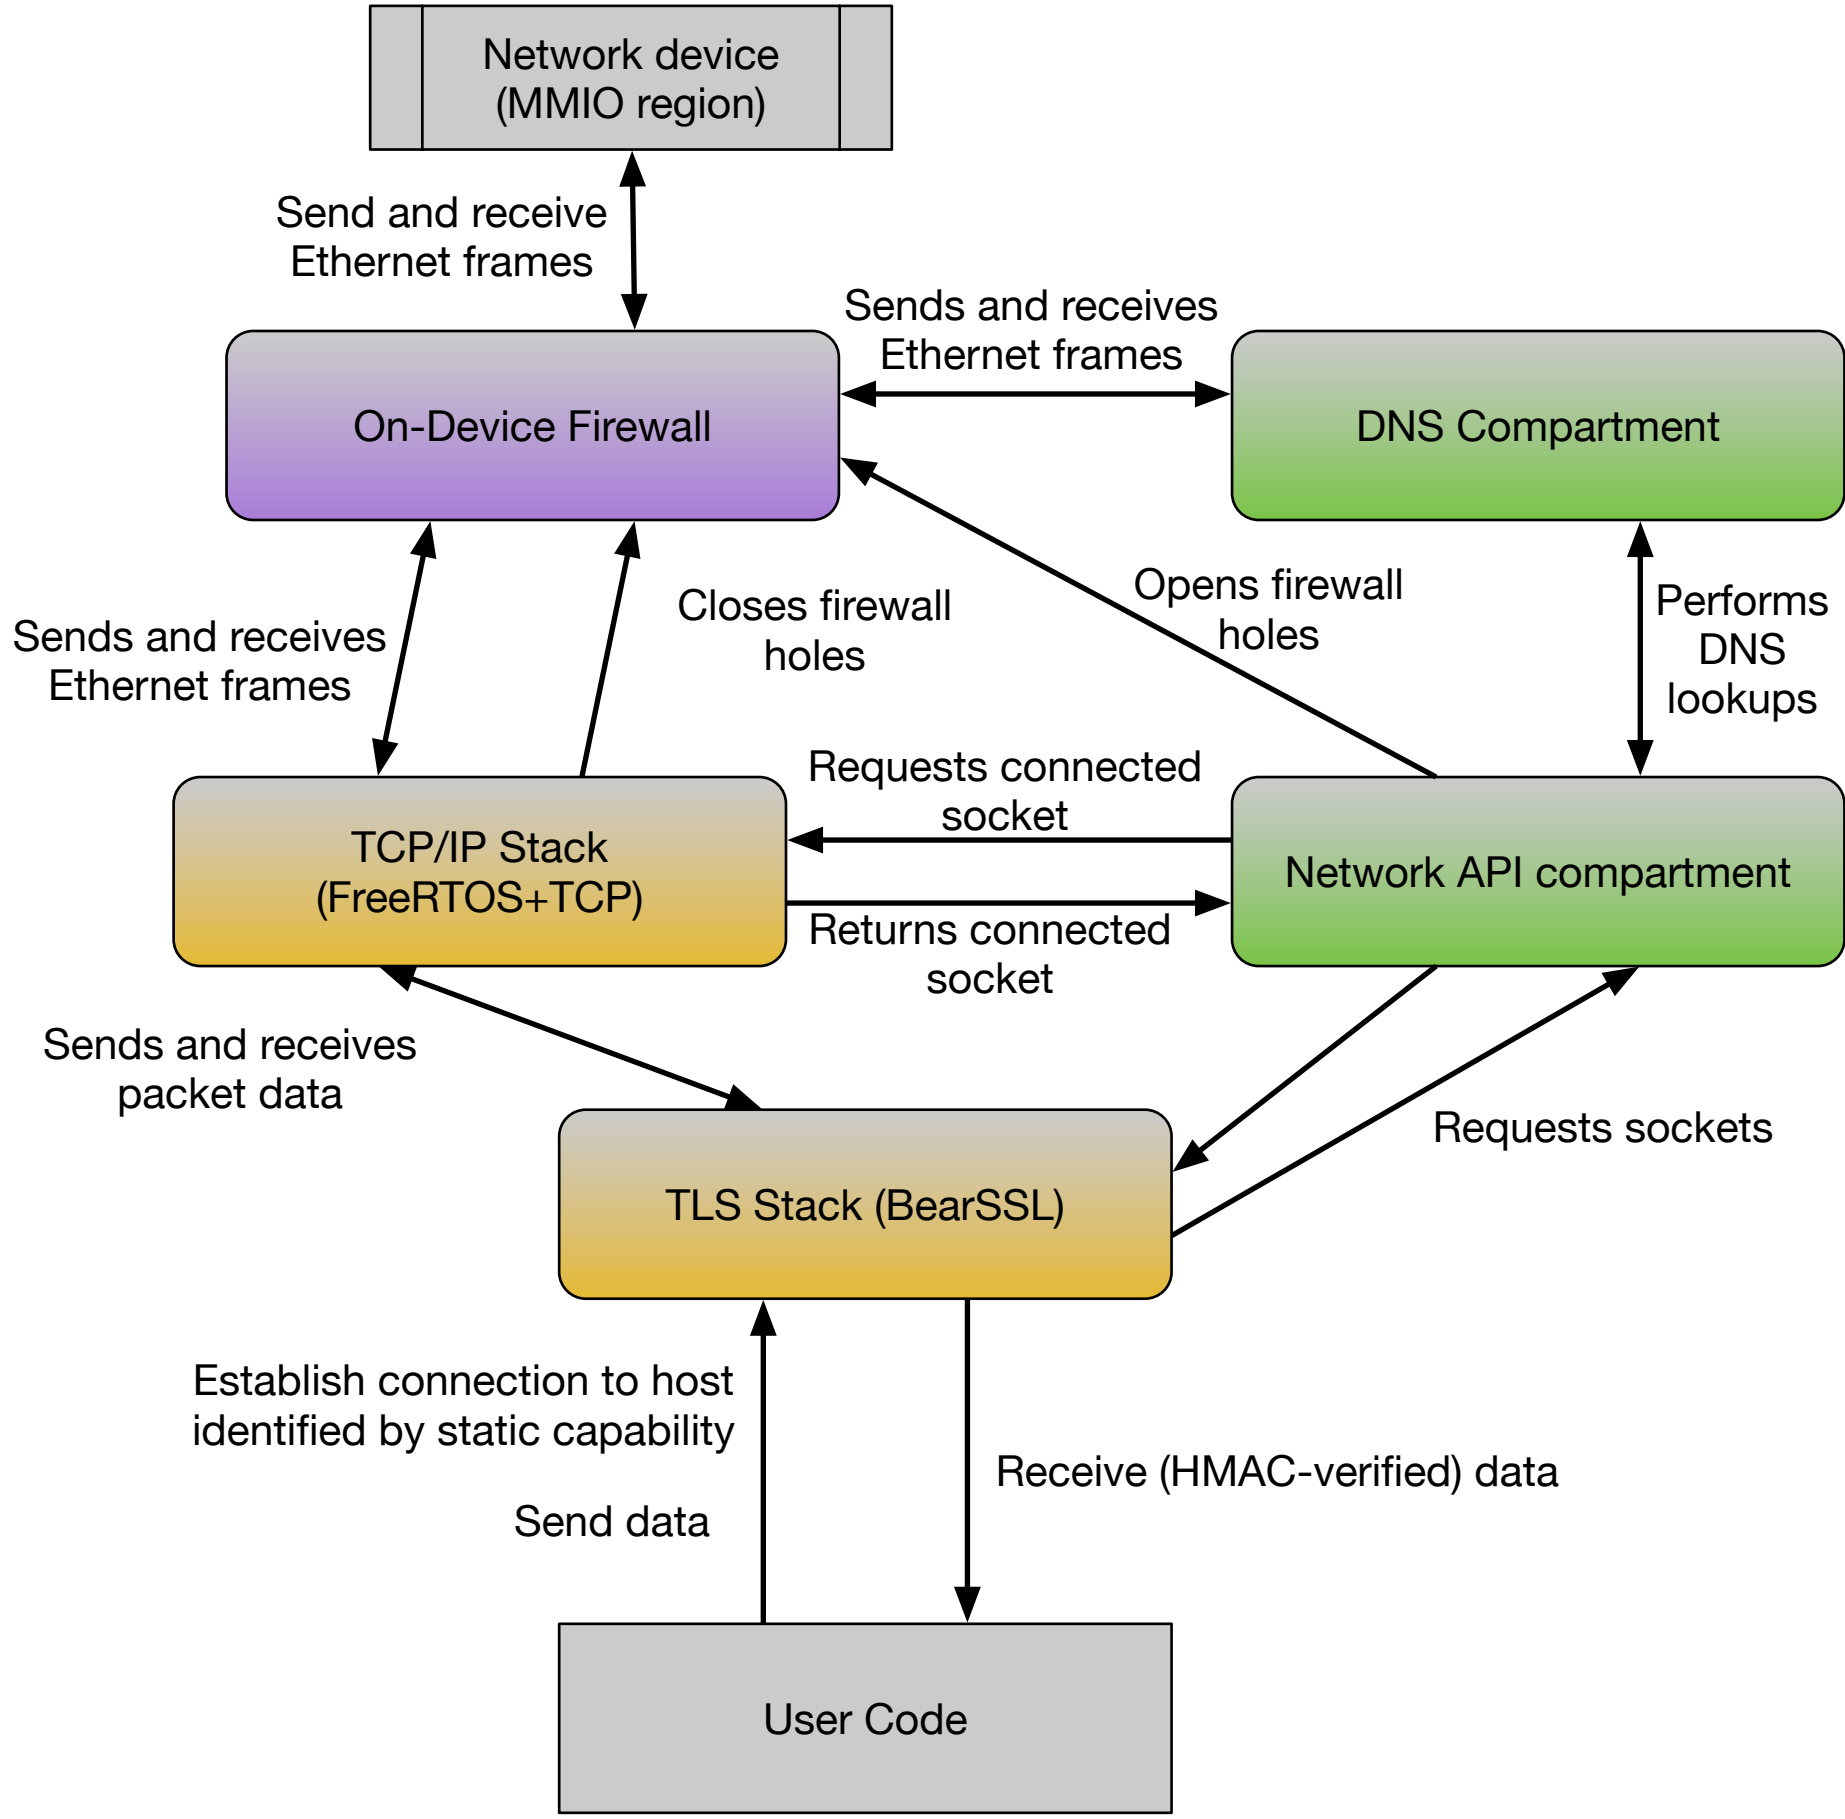 Network device
(MMIO region)
Send and receive
Ethernet frames
Sends and receives
Ethernet frames
On-Device Firewall
DNS Compartment
Closes firewall
holes
Opens firewall
holes
Performs
DNS
lookups
Sends and receives
Ethernet frames
Requests connected
socket
TCP/IP Stack
(FreeRTOS+TCP)
Network API compartment
Returns connected
socket
Sends and receives
packet data
Requests sockets
TLS Stack (BearSSL)
Establish connection to host
identified by static capability
Send data
Receive (HMAC-verified) data
User Code